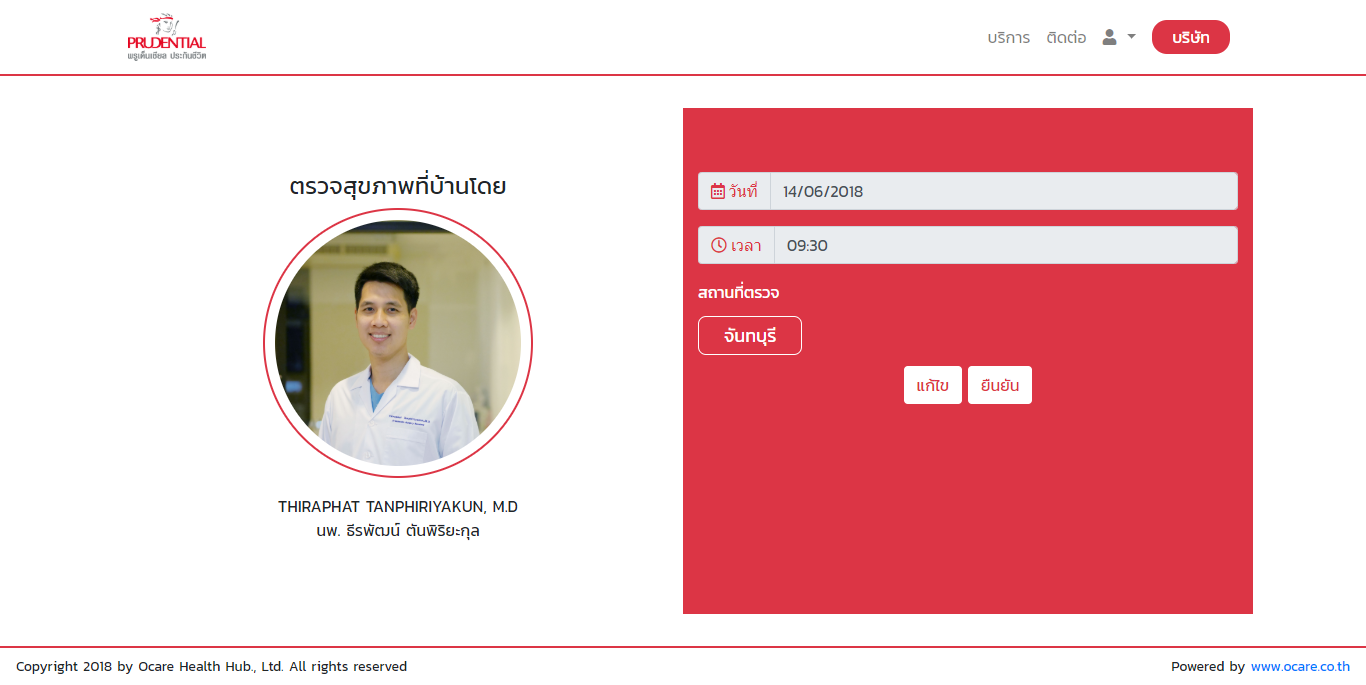 PRUDENTIAL
พรูเด็นเชียล ประกันชีวิต
บริการ ติดต่อ บริษัท
ตรวจสุขภาพที่บ้านโดย
THIRAPHAT TANPHIRIYAKUN, M.D
นพ. ธีรพัฒน์ ตันพิริยะกุล
วันที่ 14/06/2018
เวลา 09:30
สถานที่ตรวจ
จันทบุรี
แก้ไข ยืนยัน
Copyright 2018 by Ocare Health Hub., Ltd. All rights reserved
Powered by www.ocare.co.th